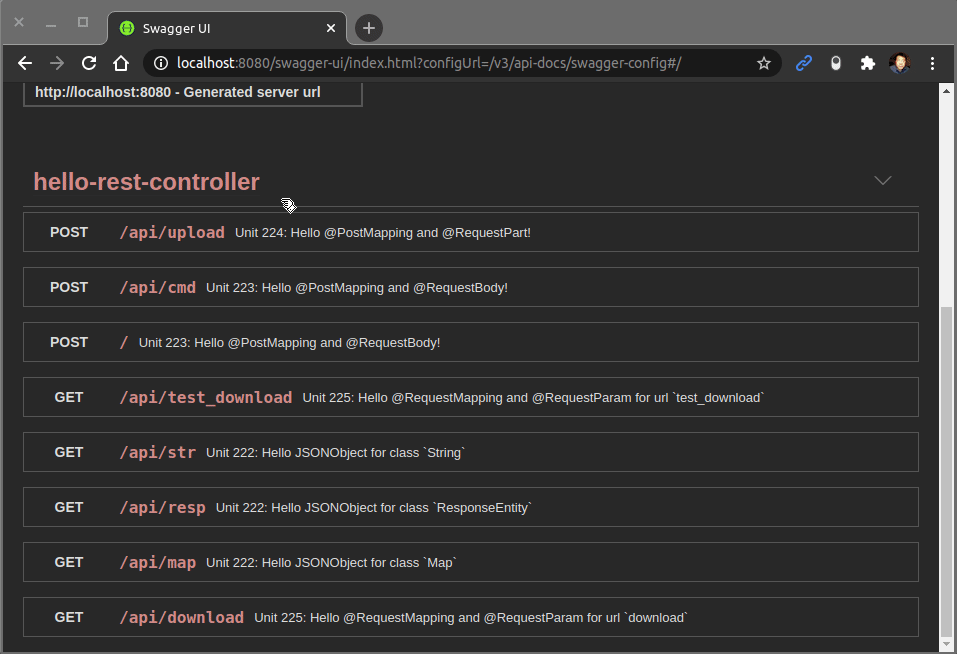 Swagger UI
localhost:8080/swagger-ui/index.html?configUrl=/v3/api-docs/swagger-config#/
http://localhost:8080 - Generated server url
hello-rest-controller
POST /api/upload Unit 224: Hello @PostMapping and @RequestPart!
POST /api/cmd Unit 223: Hello @PostMapping and @RequestBody!
POST / Unit 223: Hello @PostMapping and @RequestBody!
GET /api/test_download Unit 225: Hello @RequestMapping and @RequestParam for url `test_download`
GET /api/str Unit 222: Hello JSONObject for class `String`
GET /api/resp Unit 222: Hello JSONObject for class `ResponseEntity`
GET /api/map Unit 222: Hello JSONObject for class `Map`
GET /api/download Unit 225: Hello @RequestMapping and @RequestParam for url `download`